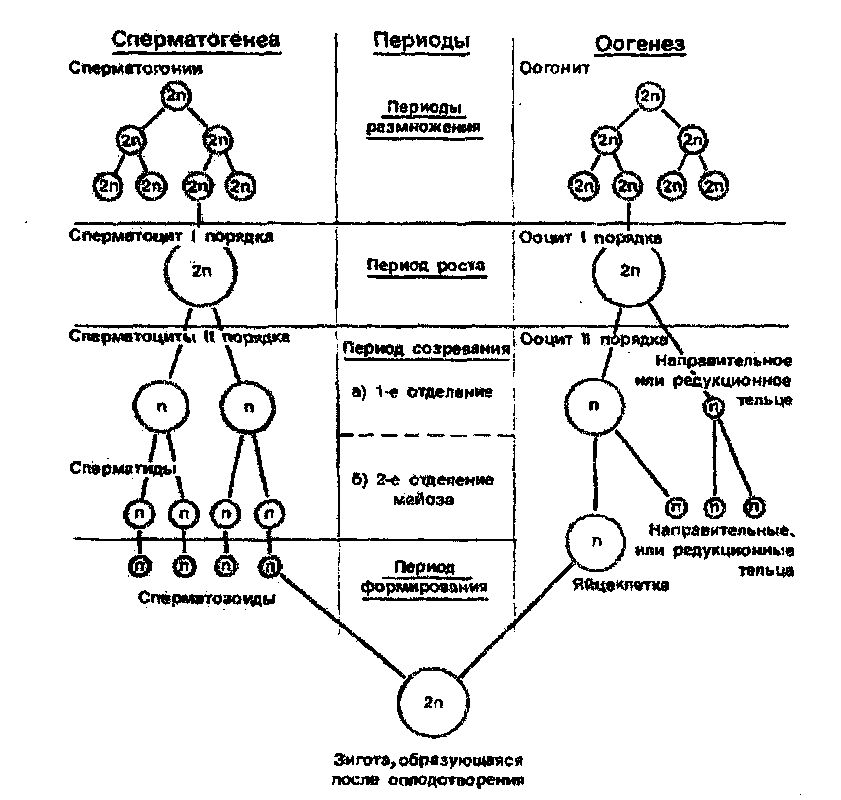 Сперматогенеа
Периоды
Оогенез
Сперматогонии
Оогонит
2n
2n
2n
2n
2n
2n
2n
2n
2n
2n
2n
2n
2n
2n
Периоды
размножения
Сперматоцит I порядка
Ооцит I порядка
2n
Период роста
2n
Сперматоциты II порядка
Период созревания
Ооцит II порядка
Направительное
или редукционное
тельце
n
n
а) 1-е отделение
n
n
Сперматиды
б) 2-е отделение
мейоза
n
n
n
n
n
n
n
Направительные,
или редукционные
тельца
n
n
n
n
n
Период
формирования
Яйцеклетка
Сперматозоиды
2n
Зигота, образующаяся
после оплодотворения